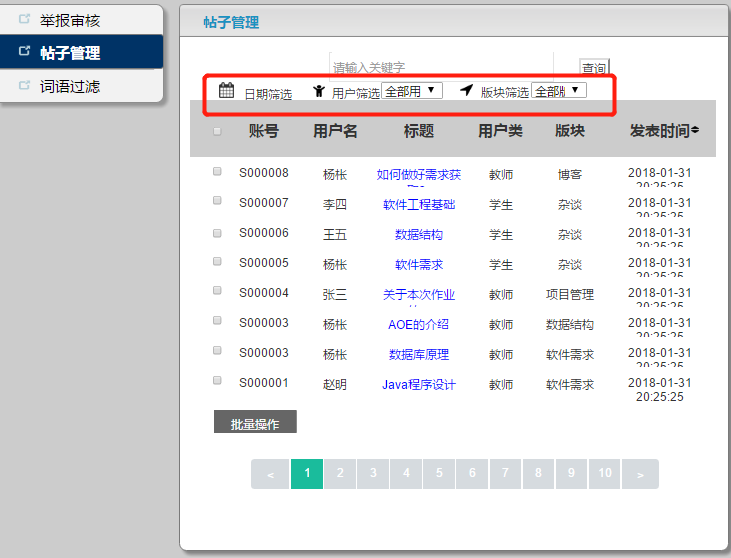 举报审核
帖子管理
词语过滤
帖子管理
请输入关键字 查询
日期筛选 用户筛选 全部用 版块筛选 全部版
账号 用户名 标题 用户类 版块 发表时间
S000008 杨枨 如何做好需求获 教师 博客 2018-01-31 20:25:25
S000007 李四 软件工程基础 学生 杂谈 2018-01-31 20:25:25
S000006 王五 数据结构 学生 杂谈 2018-01-31 20:25:25
S000005 杨枨 软件需求 学生 杂谈 2018-01-31 20:25:25
S000004 张三 关于本次作业 教师 项目管理 2018-01-31 20:25:25
S000003 杨枨 AOE的介绍 教师 数据结构 2018-01-31 20:25:25
S000003 杨枨 数据库原理 教师 软件需求 2018-01-31 20:25:25
S000001 赵明 Java程序设计 教师 软件需求 2018-01-31 20:25:25
批量操作
< 1 2 3 4 5 6 7 8 9 10 >